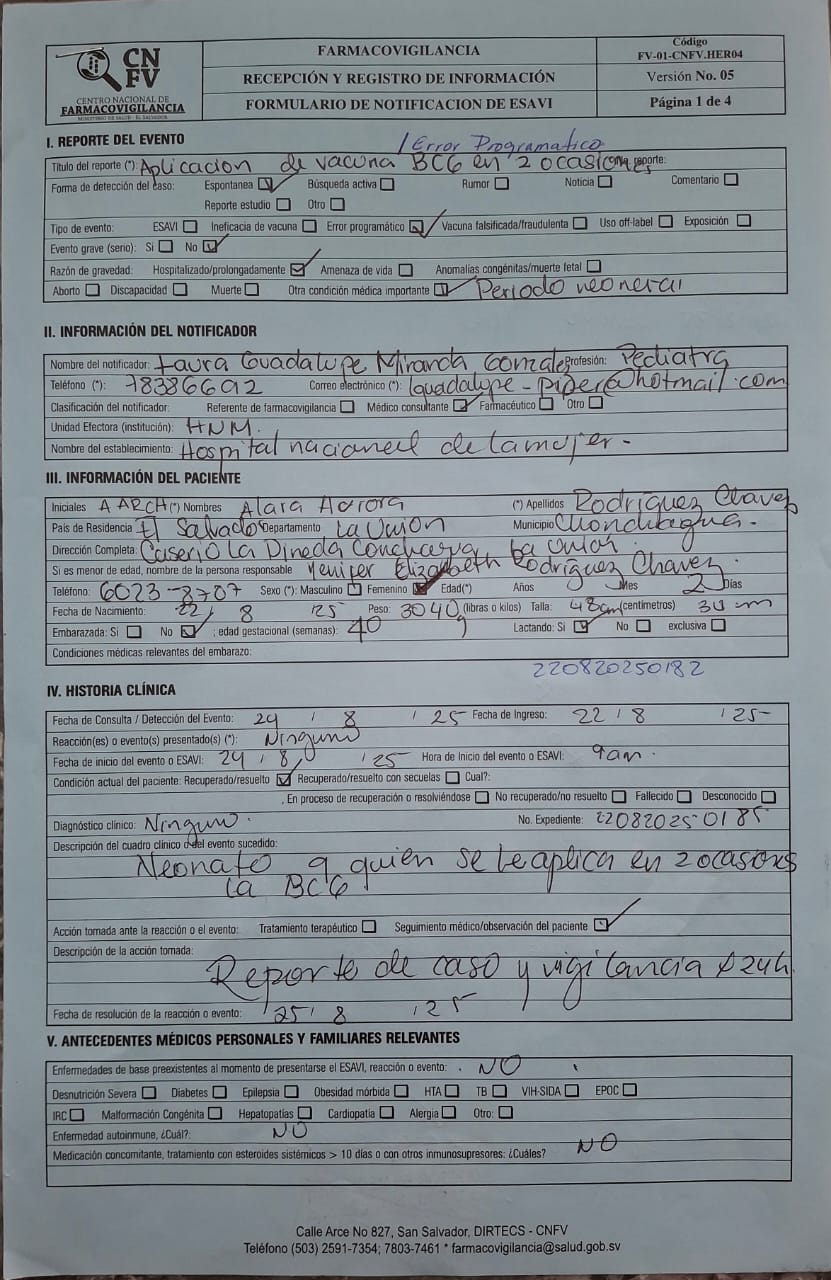 CN
FV
CENTRO NACIONAL DE
FARMACOVIGILANCIA
MINISTERIO DE SALUD - EL SALVADOR
FARMACOVIGILANCIA
RECEPCIÓN Y REGISTRO DE INFORMACIÓN
FORMULARIO DE NOTIFICACION DE ESAVI
Código
FV-01-CNFV.HER04
Versión No. 05
Página 1 de 4
I. REPORTE DEL EVENTO
/Error Programatico
Título del reporte (*): Aplicacion de vacuna BCG en 2 ocasiones reporte:
Forma de detección del caso: Espontanea ☑ Búsqueda activa ☐ Rumor ☐ Noticia ☐ Comentario ☐
Reporte estudio ☐ Otro ☐
Tipo de evento: ESAVI ☐ Ineficacia de vacuna ☐ Error programático ☑ Vacuna falsificada/fraudulenta ☐ Uso off-label ☐ Exposición ☐
Evento grave (serio): Si ☐ No ☑
Razón de gravedad: Hospitalizado/prolongadamente ☑ Amenaza de vida ☐ Anomalías congénitas/muerte fetal ☐
Aborto ☐ Discapacidad ☐ Muerte ☐ Otra condición médica importante ☑ Periodo neoneral
II. INFORMACIÓN DEL NOTIFICADOR
Nombre del notificador: Laura Guadalupe Miranda Gonzalez Profesión: Pediatra
Teléfono (*): 78386692 Correo electrónico (*): lguadalype-piper@hotmail.com
Clasificación del notificador: Referente de farmacovigilancia ☐ Médico consultante ☑ Farmacéutico ☐ Otro ☐
Unidad Efectora (institución): HNM.
Nombre del establecimiento: Hospital nacional de la mujer -
III. INFORMACIÓN DEL PACIENTE
Iniciales AARCH (*) Nombres Alara Aurora (*) Apellidos Rodríguez Chavez
País de Residencia El Salvador Departamento La Unión Municipio Conchagua -
Dirección Completa: Caserio La Pineda Conchagua, La Unión.
Si es menor de edad, nombre de la persona responsable Yenifer Elizabeth Rodríguez Chavez
Teléfono: 6023-8707 Sexo (*): Masculino ☐ Femenino ☑ Edad(*) Años Mes 2 Días
Fecha de Nacimiento: 22 / 8 25 Peso: 3040g (libras o kilos) Talla: 48cm (centímetros) 34 cm
Embarazada: Si ☐ No ☑ ; edad gestacional (semanas): 40 Lactando: Si ☑ No ☐ exclusiva ☐
Condiciones médicas relevantes del embarazo:
220820250182
IV. HISTORIA CLÍNICA
Fecha de Consulta / Detección del Evento: 24 / 8 / 25 Fecha de Ingreso: 22 / 8 / 25
Reacción(es) o evento(s) presentado(s) (*): Ninguno
Fecha de inicio del evento o ESAVI: 24 / 8 / 25 Hora de Inicio del evento o ESAVI: 9am.
Condición actual del paciente: Recuperado/resuelto ☑ Recuperado/resuelto con secuelas ☐ Cual?:
, En proceso de recuperación o resolviéndose ☐ No recuperado/no resuelto ☐ Fallecido ☐ Desconocido ☐
Diagnóstico clínico: Ninguno. No. Expediente: 220820250185
Descripción del cuadro clínico o del evento sucedido:
Neonato a quien se le aplica en 2 ocasiones
la BCG
Acción tomada ante la reacción o el evento: Tratamiento terapéutico ☐ Seguimiento médico/observación del paciente ☑
Descripción de la acción tomada:
Reporte de caso y vigilancia x 24h.
Fecha de resolución de la reacción o evento: 25 / 8 / 25
V. ANTECEDENTES MÉDICOS PERSONALES Y FAMILIARES RELEVANTES
Enfermedades de base preexistentes al momento de presentarse el ESAVI, reacción o evento: NO
Desnutrición Severa ☐ Diabetes ☐ Epilepsia ☐ Obesidad mórbida ☐ HTA ☐ TB ☐ VIH-SIDA ☐ EPOC ☐
IRC ☐ Malformación Congénita ☐ Hepatopatías ☐ Cardiopatía ☐ Alergia ☐ Otro: ☐
Enfermedad autoinmune, ¿Cuál?: NO
Medicación concomitante, tratamiento con esteroides sistémicos > 10 días o con otros inmunosupresores: ¿Cuáles? NO
Calle Arce No 827, San Salvador, DIRTECS - CNFV
Teléfono (503) 2591-7354; 7803-7461 * farmacovigilancia@salud.gob.sv